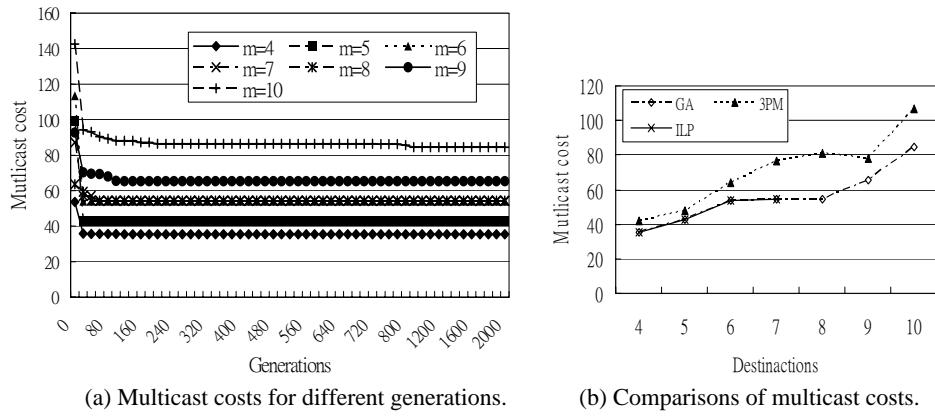 160
140
120
100
80
60
40
20
0
Mutlicast cost
m=4 m=5 m=6
m=7 m=8 m=9
m=10
0 80 160 240 320 400 480 560 640 720 800 1200 1600 2000
Generations
(a) Multicast costs for different generations.
120
100
80
60
40
20
0
Mutlicast cost
GA 3PM
ILP
4 5 6 7 8 9 10
Destinactions
(b) Comparisons of multicast costs.